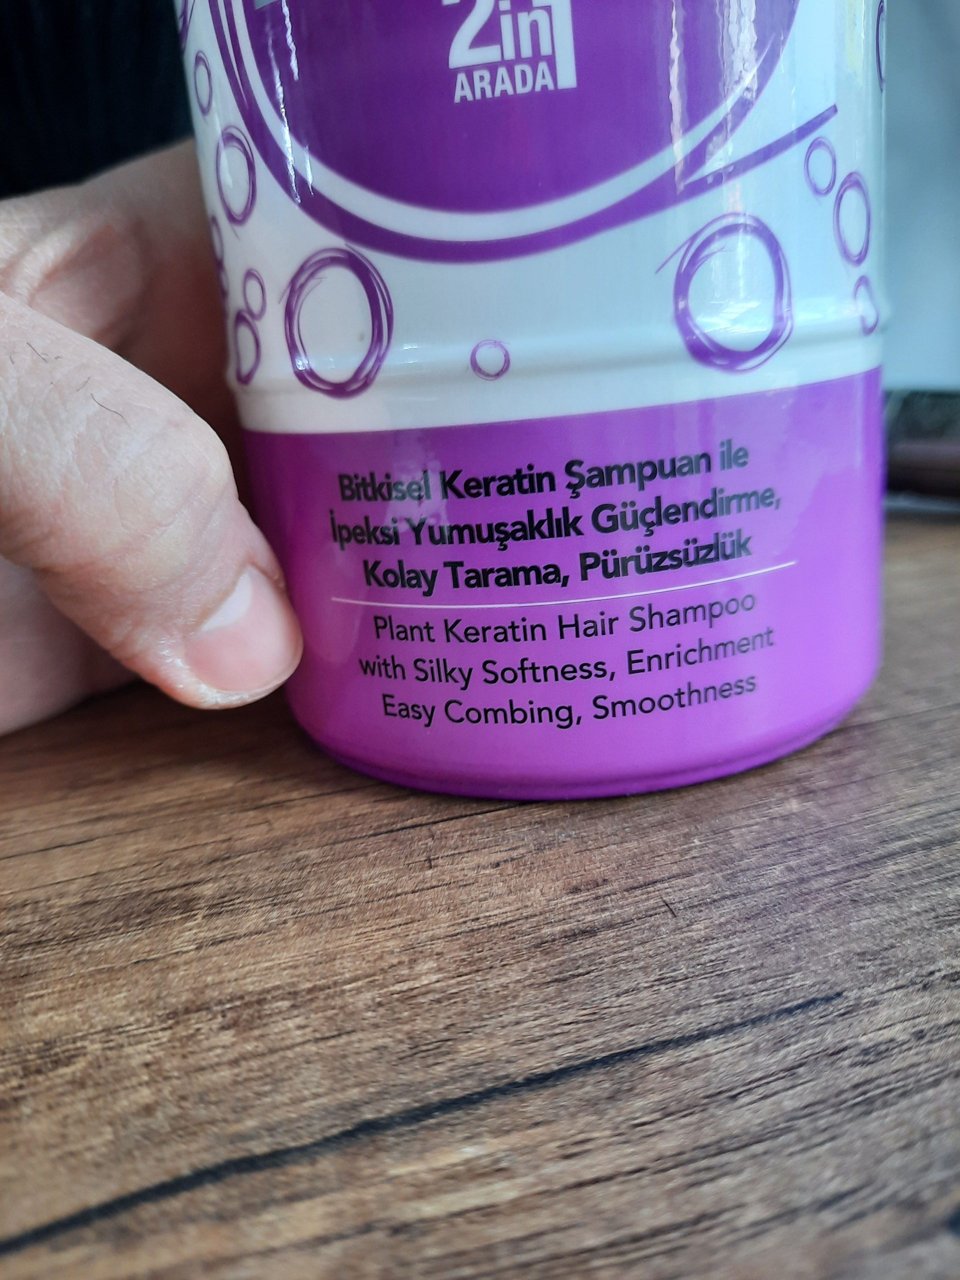 2in1
ARADA
Bitkisel Keratin Şampuan ile
İpeksi Yumuşaklık Güçlendirme,
Kolay Tarama, Pürüzsüzlük
Plant Keratin Hair Shampoo
with Silky Softness, Enrichment
Easy Combing, Smoothness